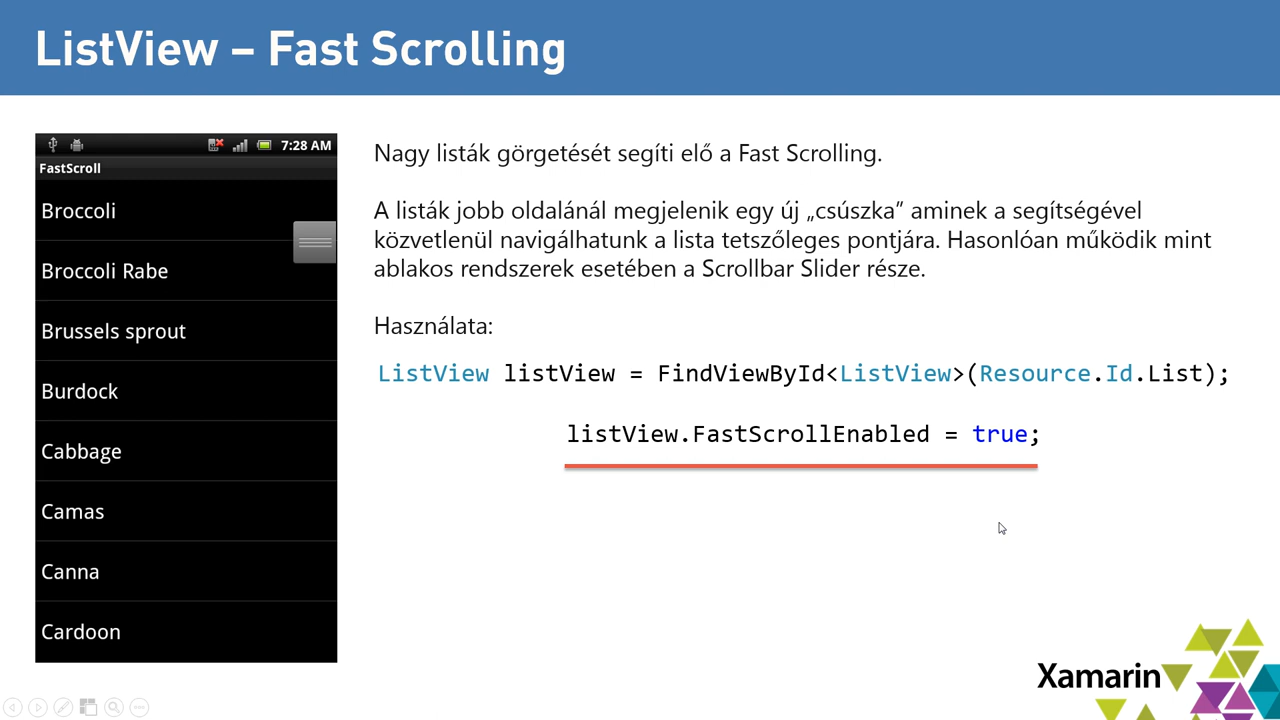 ListView – Fast Scrolling
7:28 AM
FastScroll
Broccoli
Broccoli Rabe
Brussels sprout
Burdock
Cabbage
Camas
Canna
Cardoon
Nagy listák görgetését segíti elő a Fast Scrolling.
A listák jobb oldalánál megjelenik egy új „csúszka” aminek a segítségével
közvetlenül navigálhatunk a lista tetszőleges pontjára. Hasonlóan működik mint
ablakos rendszerek esetében a Scrollbar Slider része.
Használata:
ListView listView = FindViewById<ListView>(Resource.Id.List);
listView.FastScrollEnabled = true;
Xamarin